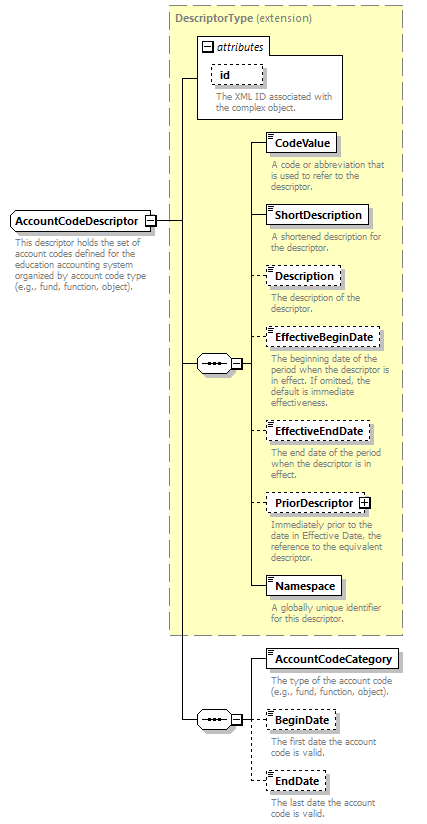 DescriptorType (extension)
attributes
id
The XML ID associated with
the complex object.
CodeValue
A code or abbreviation that
is used to refer to the
descriptor.
ShortDescription
A shortened description for
the descriptor.
AccountCodeDescriptor
This descriptor holds the set of
account codes defined for the
education accounting system
organized by account code type
(e.g., fund, function, object).
Description
The description of the
descriptor.
EffectiveBeginDate
The beginning date of the
period when the descriptor is
in effect. If omitted, the
default is immediate
effectiveness.
EffectiveEndDate
The end date of the period
when the descriptor is in
effect.
PriorDescriptor
Immediately prior to the
date in Effective Date, the
reference to the equivalent
descriptor.
Namespace
A globally unique identifier
for this descriptor.
AccountCodeCategory
The type of the account code
(e.g., fund, function, object).
BeginDate
The first date the account
code is valid.
EndDate
The last date the account
code is valid.